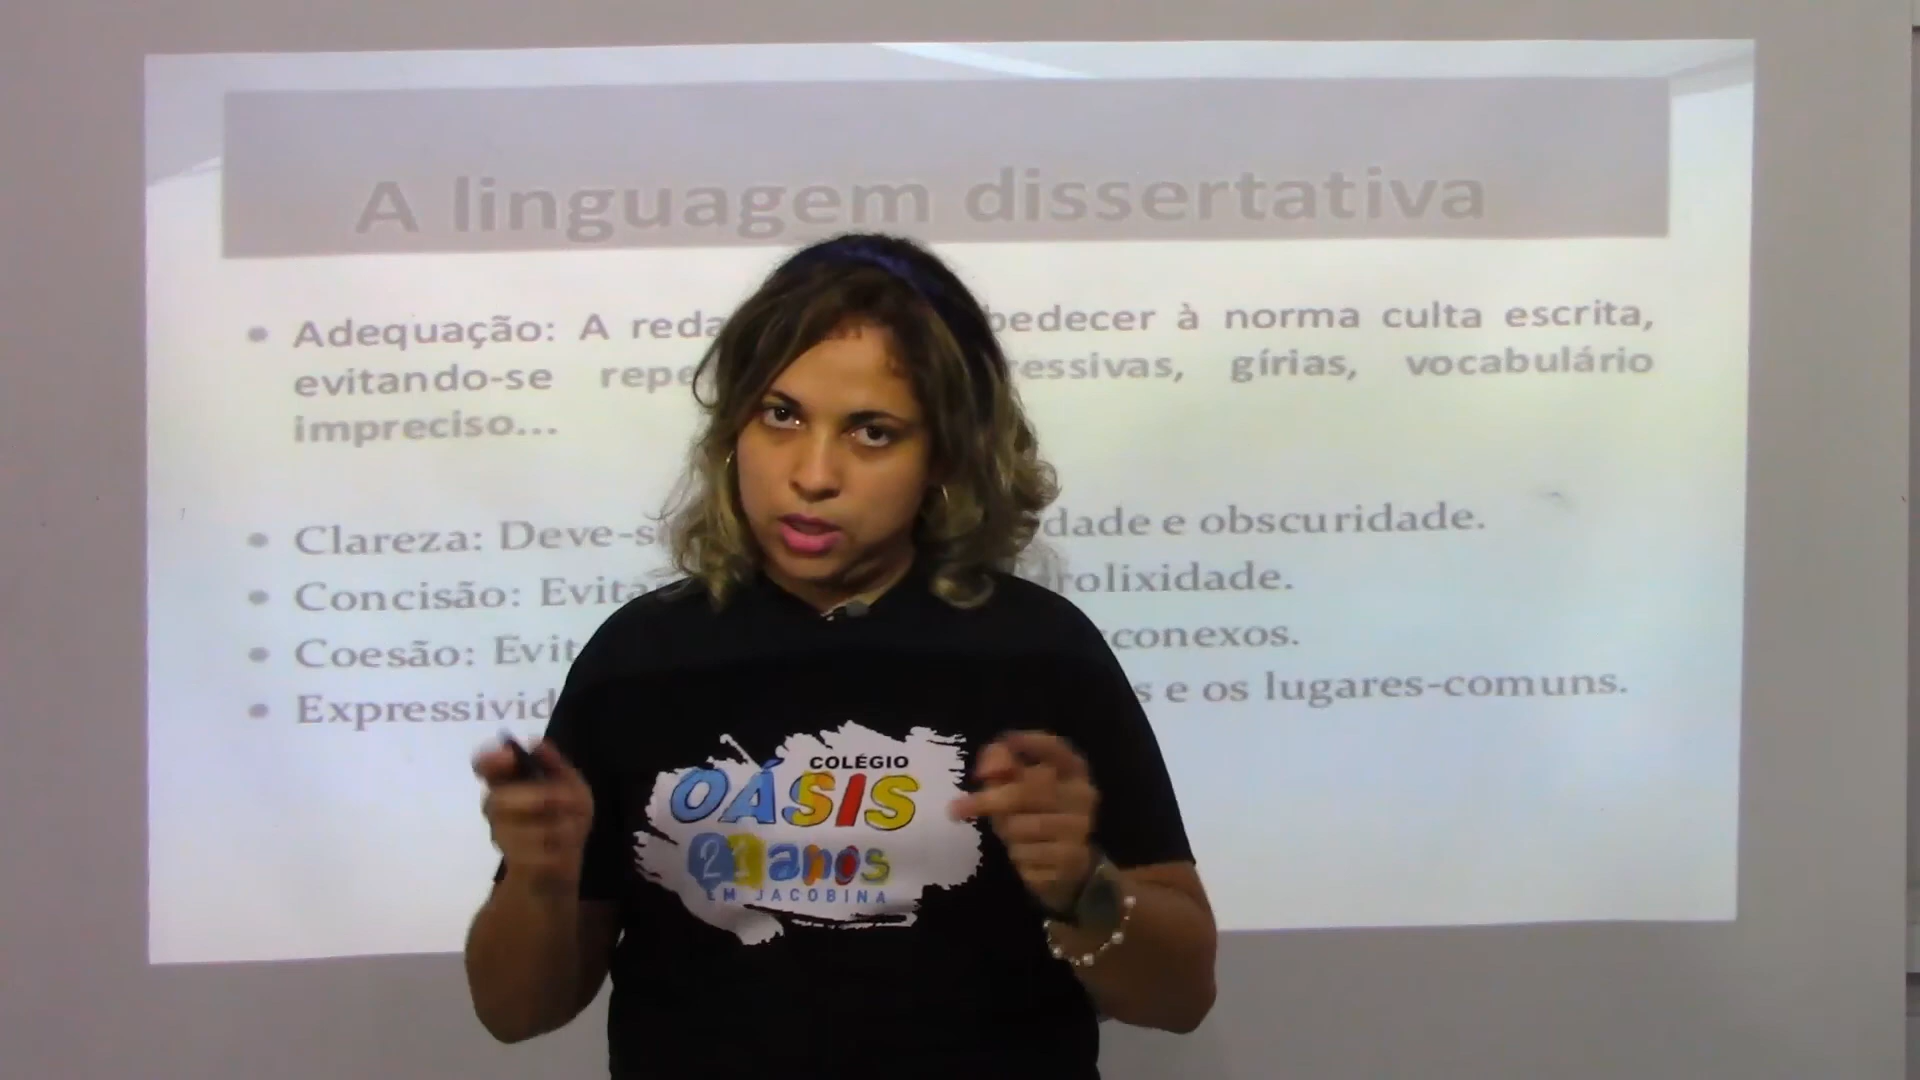 A linguagem dissertativa
• Adequação: A reda bedecer à norma culta escrita,
evitando-se repe ressivas, gírias, vocabulário
impreciso...
• Clareza: Deve-s dade e obscuridade.
• Concisão: Evita rolixidade.
• Coesão: Evit conexos.
• Expressivid s e os lugares-comuns.
COLÉGIO
OÁSIS
21 anos
EM JACOBINA